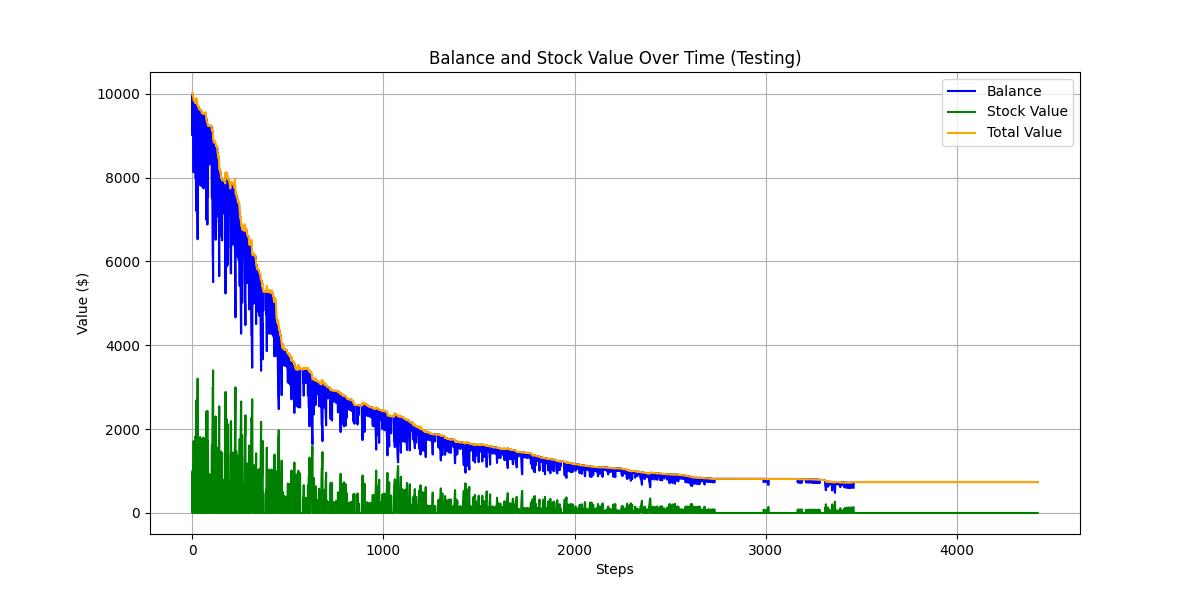 Balance and Stock Value Over Time (Testing)
Balance
Stock Value
Total Value
Value ($)
10000
8000
6000
4000
2000
0
0 1000 2000 3000 4000
Steps